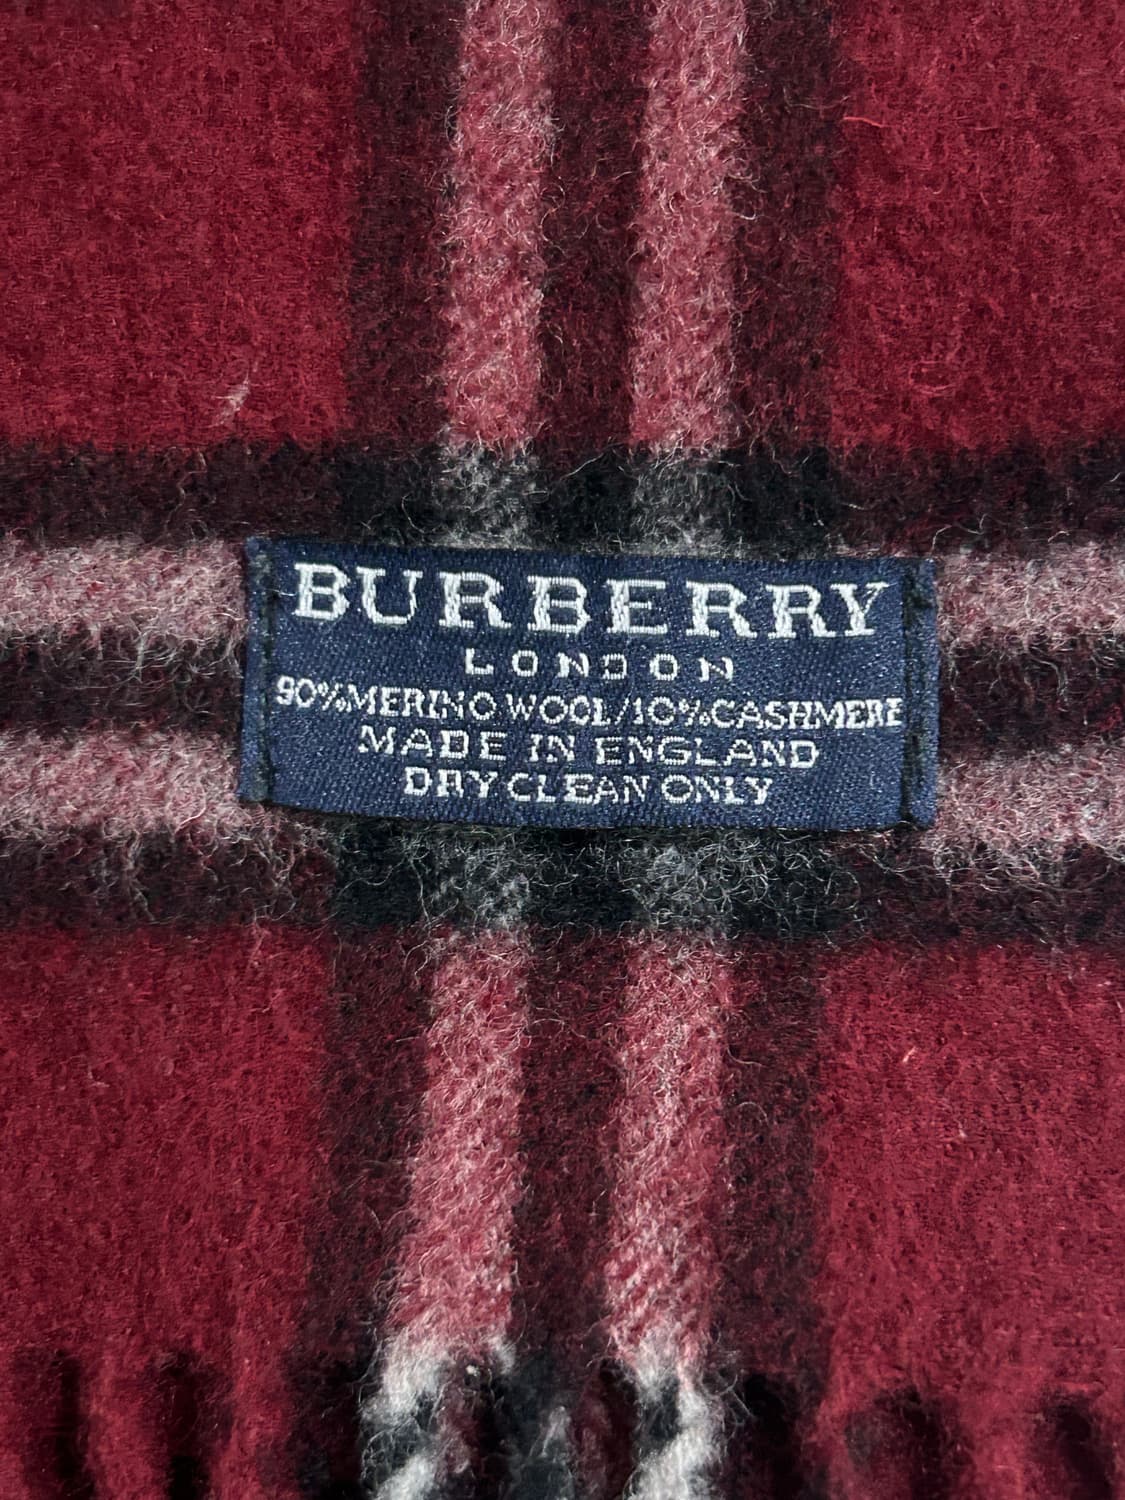 BURBERRY
LONDON
90%MERINO WOOL/10%CASHMERE
MADE IN ENGLAND
DRY CLEAN ONLY